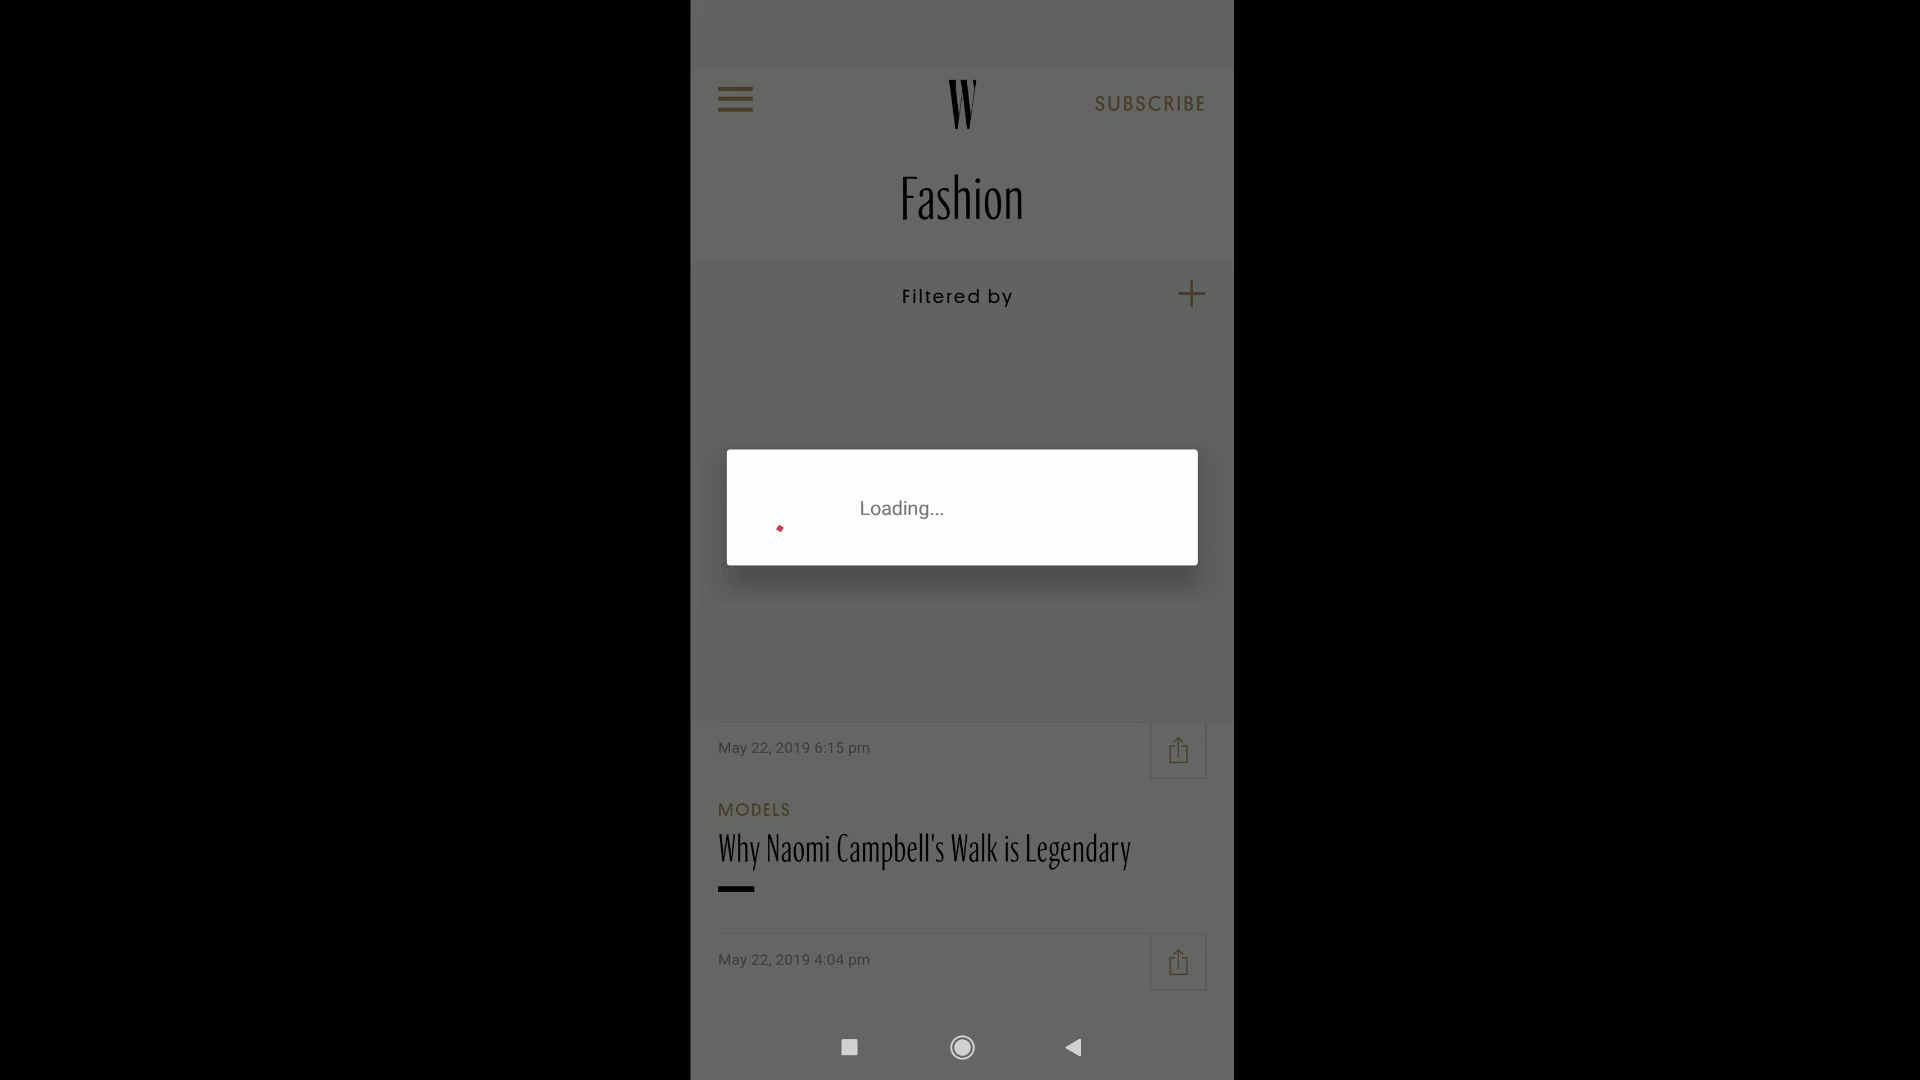 W
SUBSCRIBE
Fashion
Filtered by
Loading...
May 22, 2019 6:15 pm
MODELS
Why Naomi Campbell's Walk is Legendary
May 22, 2019 4:04 pm